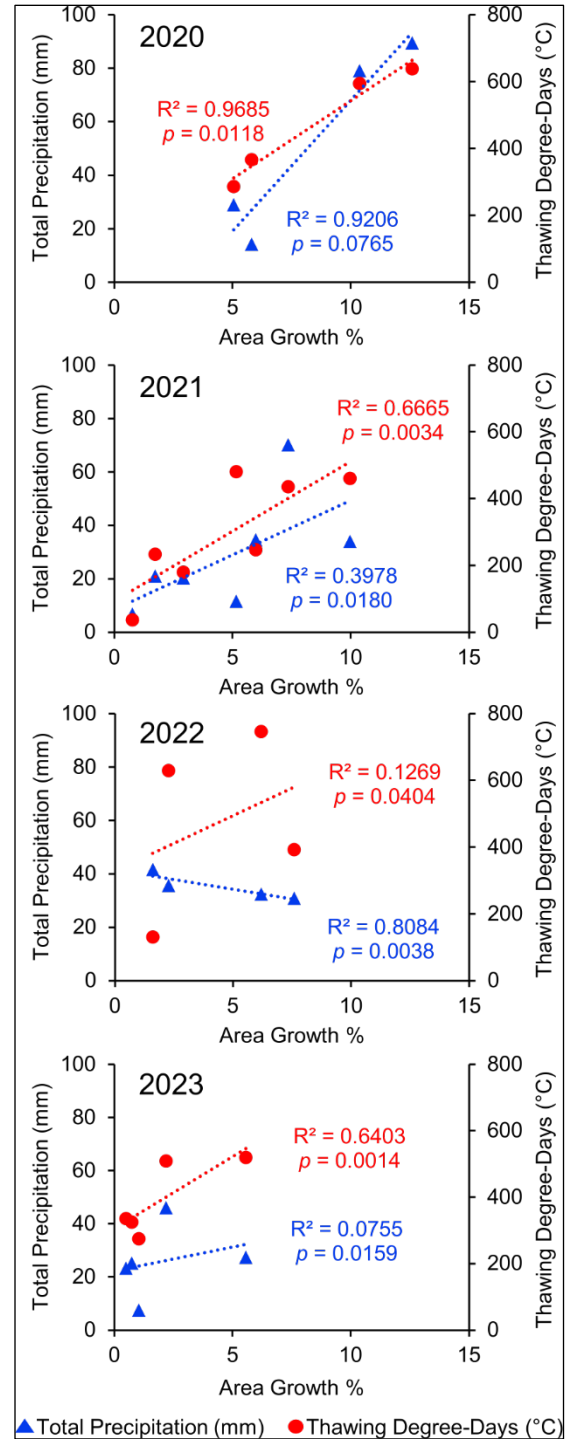 2020
Total Precipitation (mm)
100
80
60
40
20
0
R² = 0.9685
p = 0.0118
R² = 0.9206
p = 0.0765
800
600
400
200
0
Thawing Degree-Days (°C)
0 5 10 15
Area Growth %
2021
Total Precipitation (mm)
100
80
60
40
20
0
R² = 0.6665
p = 0.0034
R² = 0.3978
p = 0.0180
800
600
400
200
0
Thawing Degree-Days (°C)
0 5 10 15
Area Growth %
2022
Total Precipitation (mm)
100
80
60
40
20
0
R² = 0.1269
p = 0.0404
R² = 0.8084
p = 0.0038
800
600
400
200
0
Thawing Degree-Days (°C)
0 5 10 15
Area Growth %
2023
Total Precipitation (mm)
100
80
60
40
20
0
R² = 0.6403
p = 0.0014
R² = 0.0755
p = 0.0159
800
600
400
200
0
Thawing Degree-Days (°C)
0 5 10 15
Area Growth %
Total Precipitation (mm) Thawing Degree-Days (°C)